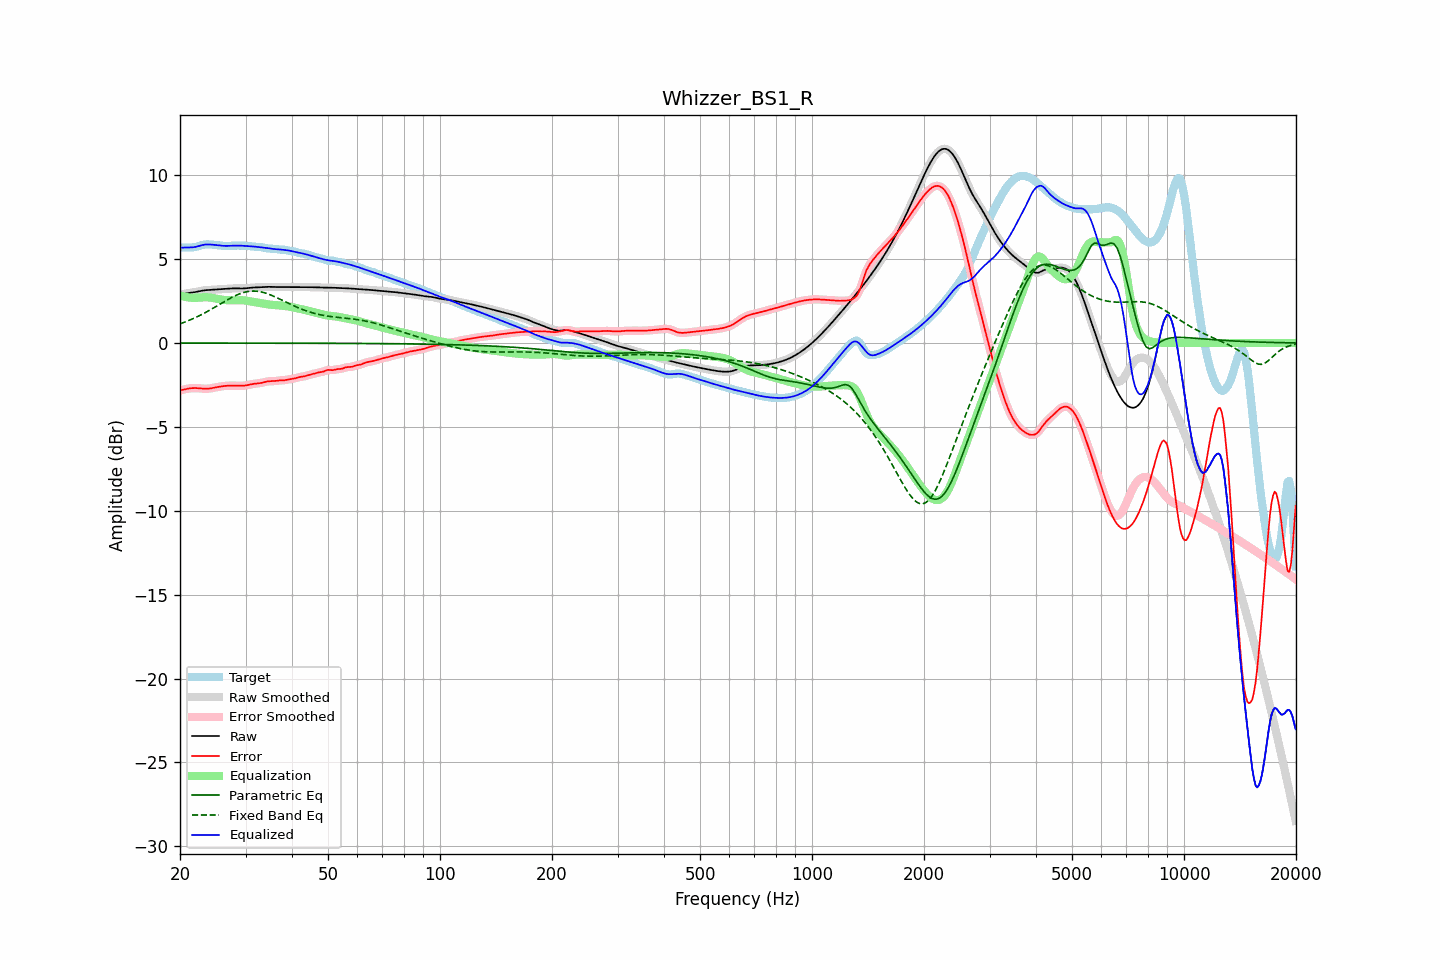 Whizzer_BS1_R
Amplitude (dBr)
10
5
0
−5
−10
−15
−20
−25
−30
Target
Raw Smoothed
Error Smoothed
Raw
Error
Equalization
Parametric Eq
Fixed Band Eq
Equalized
20 50 100 200 500 1000 2000 5000 10000 20000
Frequency (Hz)